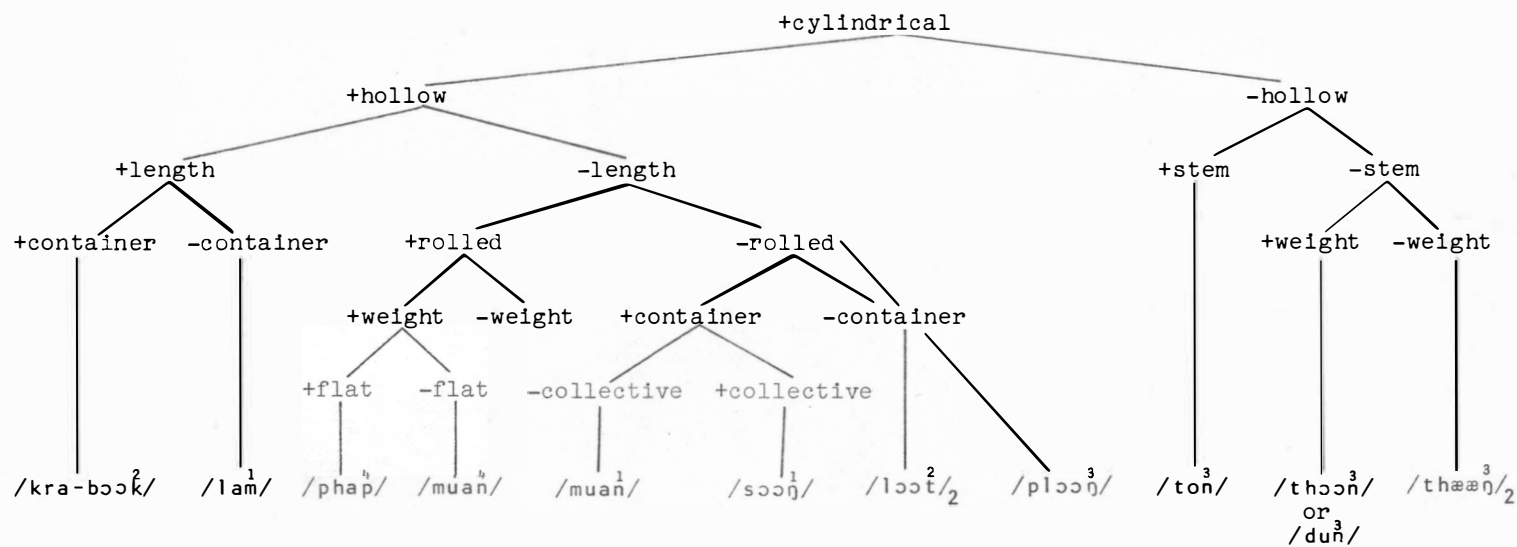 +cylindrical
+hollow -hollow
+length -length +stem -stem
+container -container +rolled -rolled +weight -weight
+weight -weight +container -container
+flat -flat -collective +collective
/kra-bɔɔk²/ /lam¹/ /phap⁴/ /muan⁴/ /muan¹/ /sɔɔŋ¹/ /lɔɔt²/₂ /plɔɔŋ³/ /ton³/ /thɔɔn³/ /thææŋ³/₂
or
/dun³/